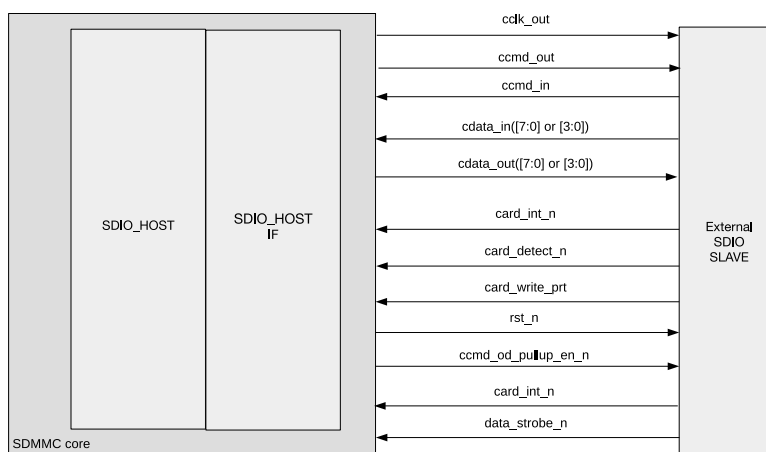 cclk_out
ccmd_out
ccmd_in
cdata_in([7:0] or [3:0])
cdata_out([7:0] or [3:0])
SDIO_HOST
SDIO_HOST
IF
card_int_n
External
SDIO
SLAVE
card_detect_n
card_write_prt
rst_n
ccmd_od_pullup_en_n
card_int_n
data_strobe_n
SDMMC core